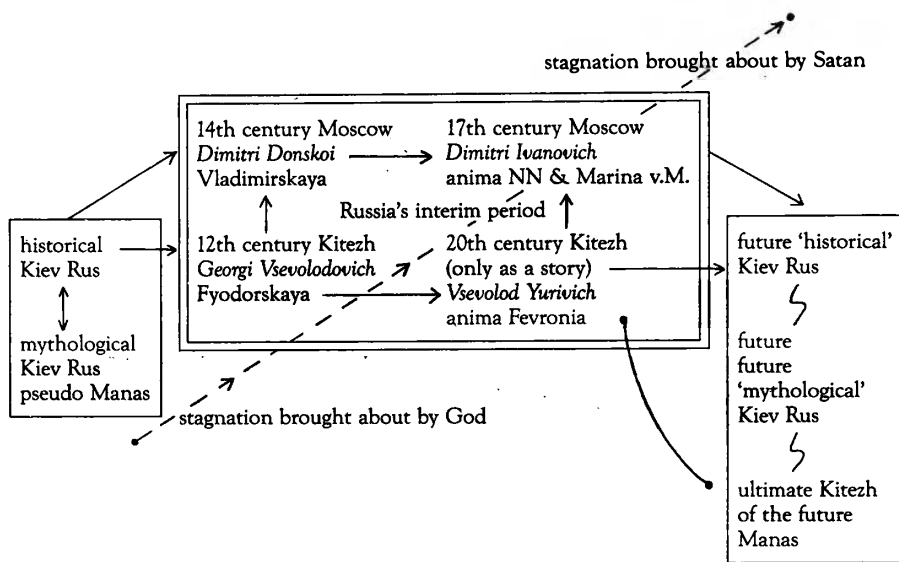 stagnation brought about by Satan
14th century Moscow
Dimitri Donskoi
Vladimirskaya
17th century Moscow
Dimitri Ivanovich
anima NN & Marina v.M.
Russia's interim period
historical
Kiev Rus
mythological
Kiev Rus
pseudo Manas
12th century Kitezh
Georgi Vsevolodovich
Fyodorskaya
20th century Kitezh
(only as a story)
Vsevolod Yurivich
anima Fevronia
future 'historical'
Kiev Rus
future
future
'mythological'
Kiev Rus
ultimate Kitezh
of the future
Manas
stagnation brought about by God